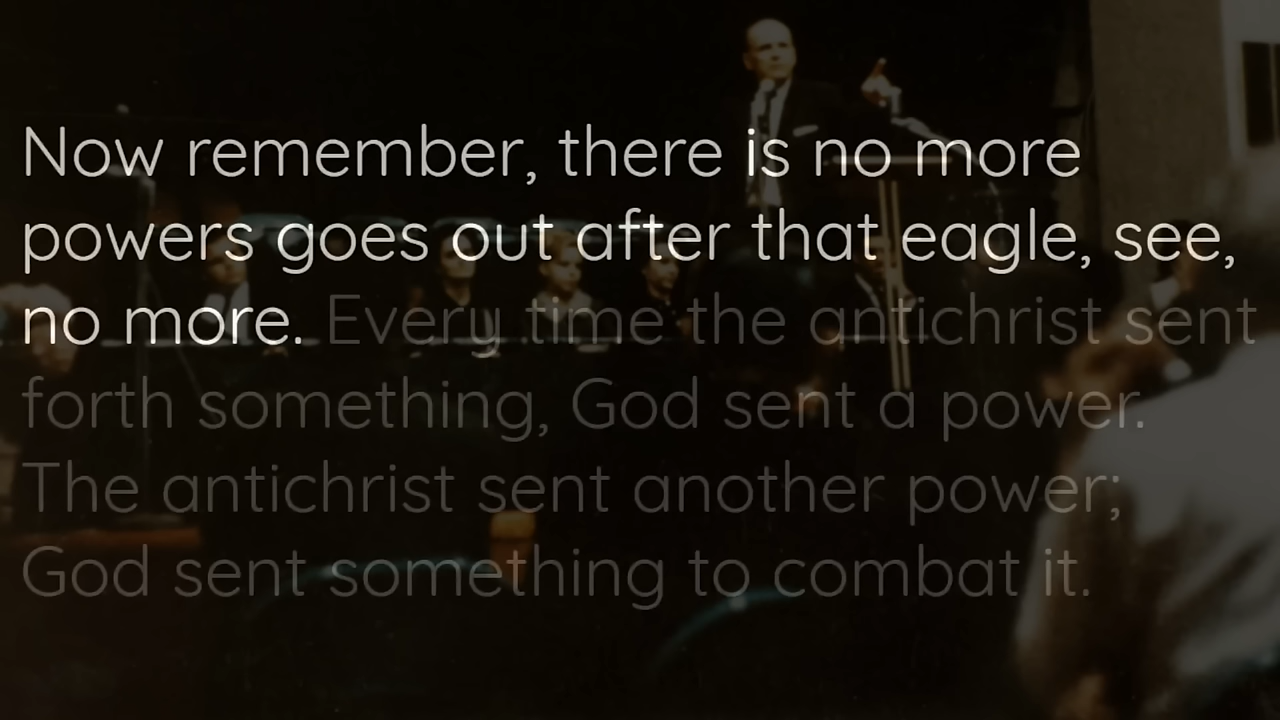 Now remember, there is no more
powers goes out after that eagle, see,
no more. Every time the antichrist sent
forth something, God sent a power.
The antichrist sent another power;
God sent something to combat it.